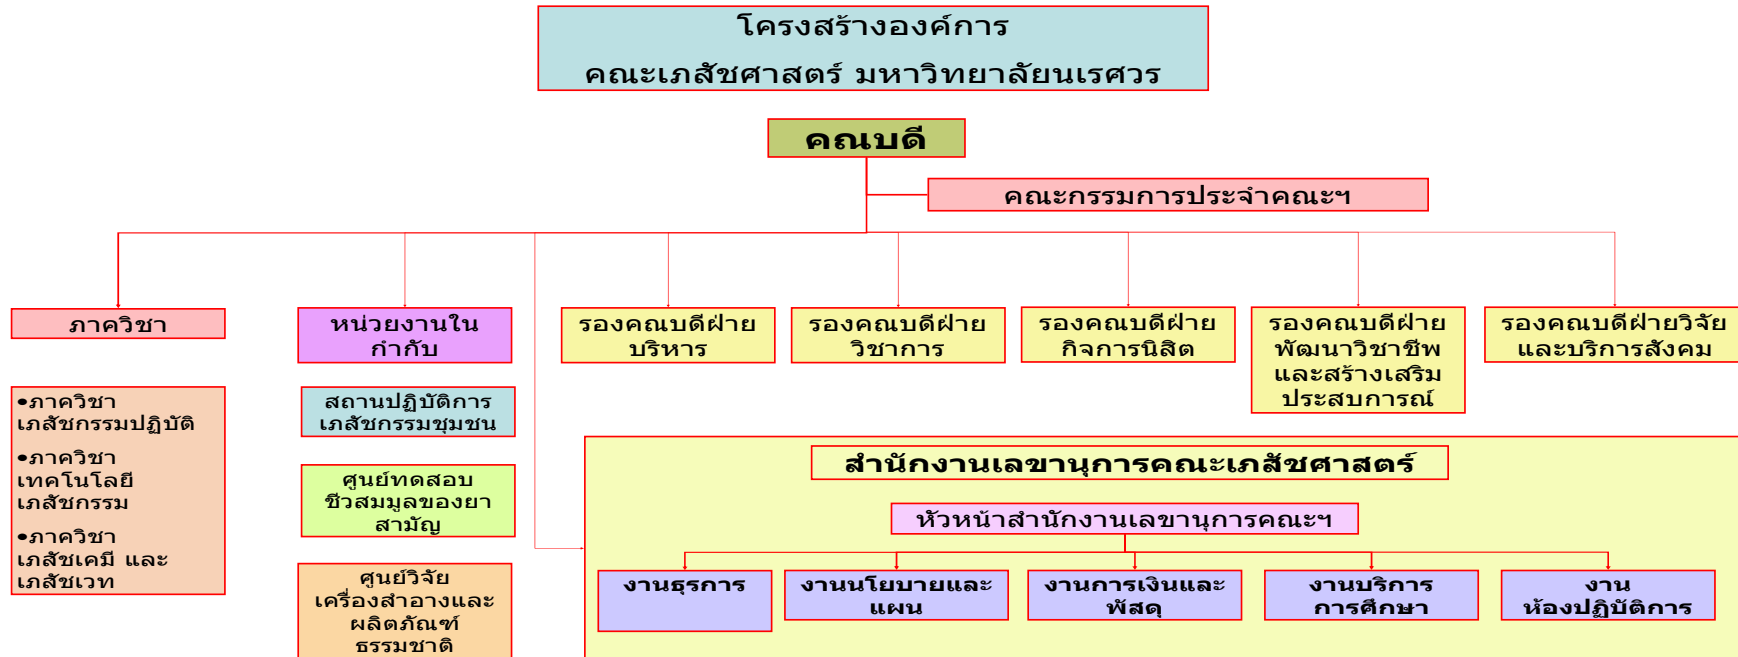 โครงสร้างองค์การ
คณะเภสัชศาสตร์ มหาวิทยาลัยนเรศวร
คณบดี
คณะกรรมการประจำคณะฯ
ภาควิชา
หน่วยงานใน
กำกับ
รองคณบดีฝ่าย
บริหาร
รองคณบดีฝ่าย
วิชาการ
รองคณบดีฝ่าย
กิจการนิสิต
รองคณบดีฝ่าย
พัฒนาวิชาชีพ
และสร้างเสริม
ประสบการณ์
รองคณบดีฝ่ายวิจัย
และบริการสังคม
•ภาควิชา
เภสัชกรรมปฏิบัติ
•ภาควิชา
เทคโนโลยี
เภสัชกรรม
•ภาควิชา
เภสัชเคมี และ
เภสัชเวท
สถานปฏิบัติการ
เภสัชกรรมชุมชน
ศูนย์ทดสอบ
ชีวสมมูลของยา
สามัญ
ศูนย์วิจัย
เครื่องสำอางและ
ผลิตภัณฑ์
ธรรมชาติ
สำนักงานเลขานุการคณะเภสัชศาสตร์
หัวหน้าสำนักงานเลขานุการคณะฯ
งานธุรการ
งานนโยบายและ
แผน
งานการเงินและ
พัสดุ
งานบริการ
การศึกษา
งาน
ห้องปฏิบัติการ